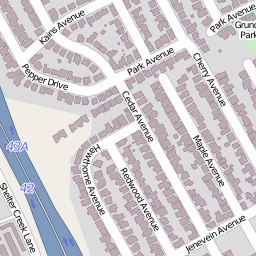 Kains Avenue
Park Avenue
Grund
Park
Pepper Drive
Park Avenue
Cherry Avenue
Cedar Avenue
43A
Hawthorne Avenue
Maple Avenue
42
Redwood Avenue
Shelter Creek Lane
Jenevein Avenue